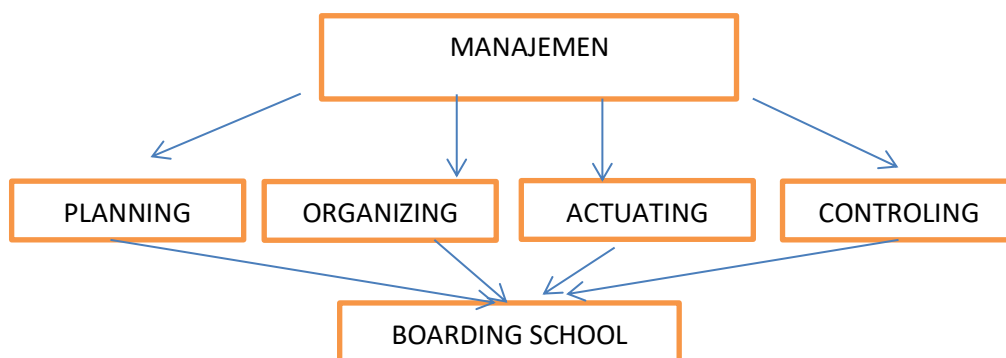 MANAJEMEN
PLANNING
ORGANIZING
ACTUATING
CONTROLING
BOARDING SCHOOL